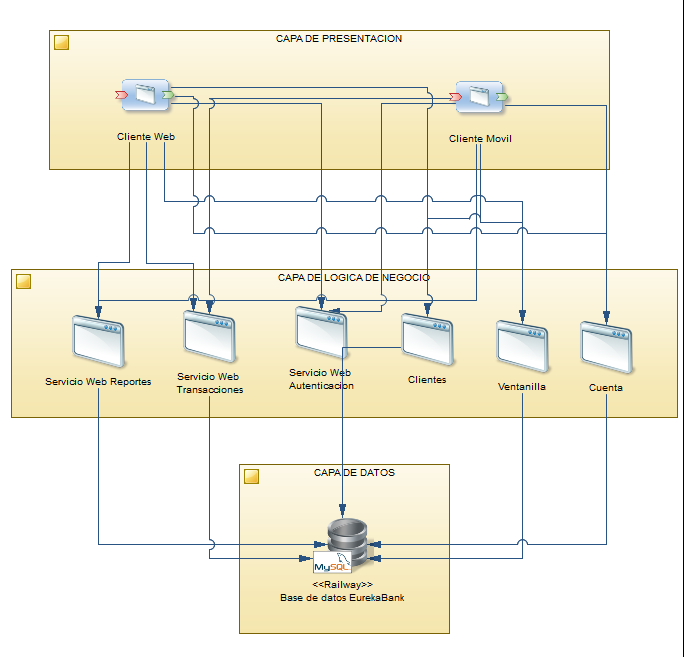 CAPA DE PRESENTACION
Cliente Web
Cliente Movil
CAPA DE LOGICA DE NEGOCIO
Servicio Web Reportes
Servicio Web
Transacciones
Servicio Web
Autenticacion
Clientes
Ventanilla
Cuenta
CAPA DE DATOS
MySQL
<<Railway>>
Base de datos EurekaBank